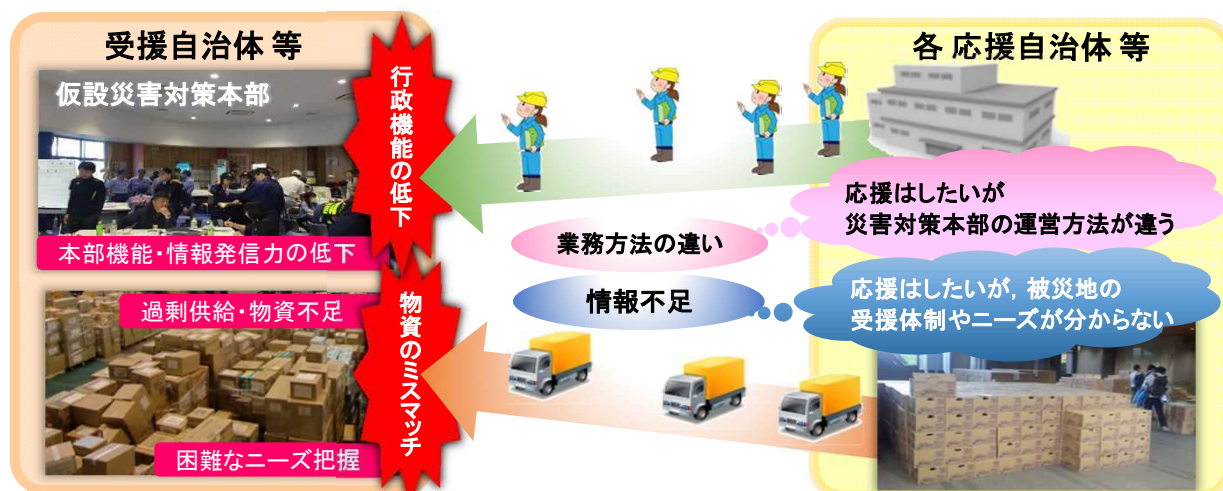 受援自治体 等
仮設災害対策本部
本部機能・情報発信力の低下
行政機能の低下
過剰供給・物資不足
困難なニーズ把握
物資のミスマッチ
業務方法の違い
情報不足
各 応援自治体 等
応援はしたいが
災害対策本部の運営方法が違う
応援はしたいが，被災地の
受援体制やニーズが分からない